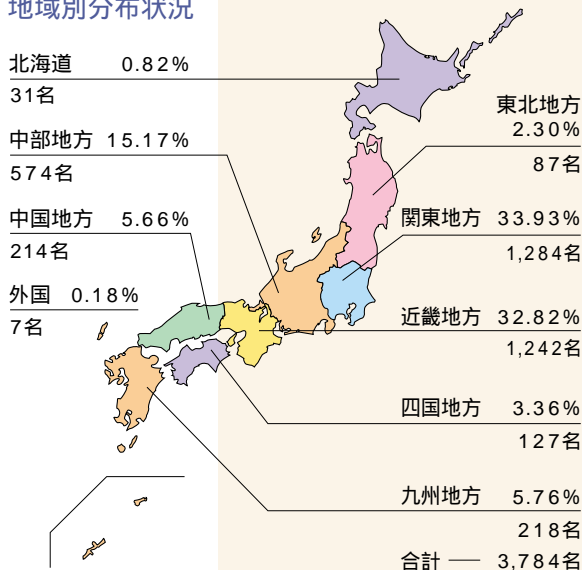 地域別分布状況
北海道 0.82%
31名
中部地方 15.17%
574名
中国地方 5.66%
214名
外国 0.18%
7名
東北地方
2.30%
87名
関東地方 33.93%
1,284名
近畿地方 32.82%
1,242名
四国地方 3.36%
127名
九州地方 5.76%
218名
合計 ― 3,784名